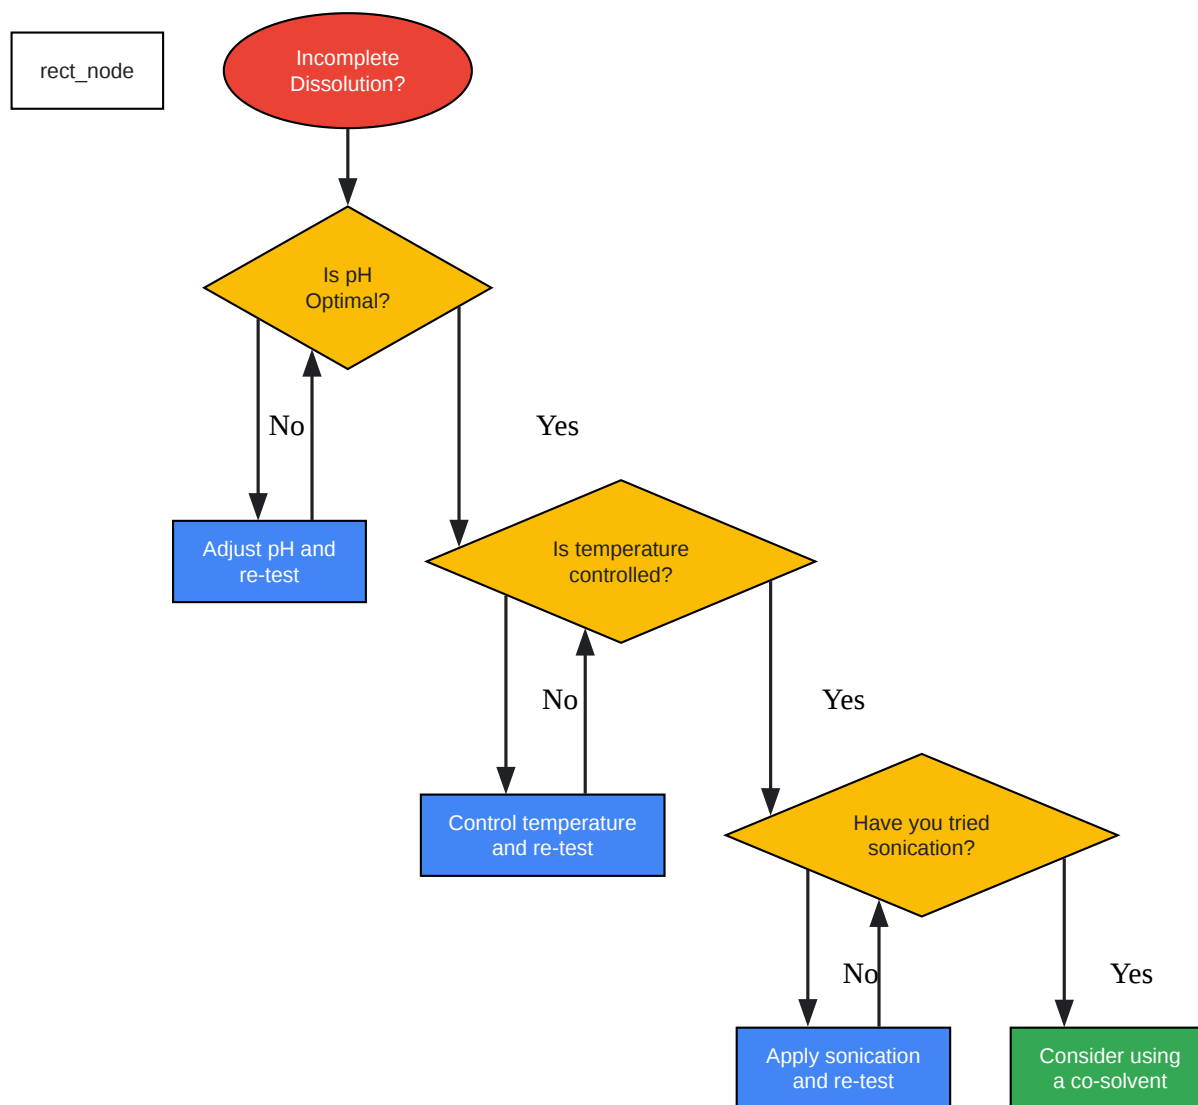 rect_node
Incomplete
Dissolution?
Is pH
Optimal?
No
Yes
Adjust pH and
re-test
Is temperature
controlled?
No
Yes
Control temperature
and re-test
Have you tried
sonication?
No
Yes
Apply sonication
and re-test
Consider using
a co-solvent